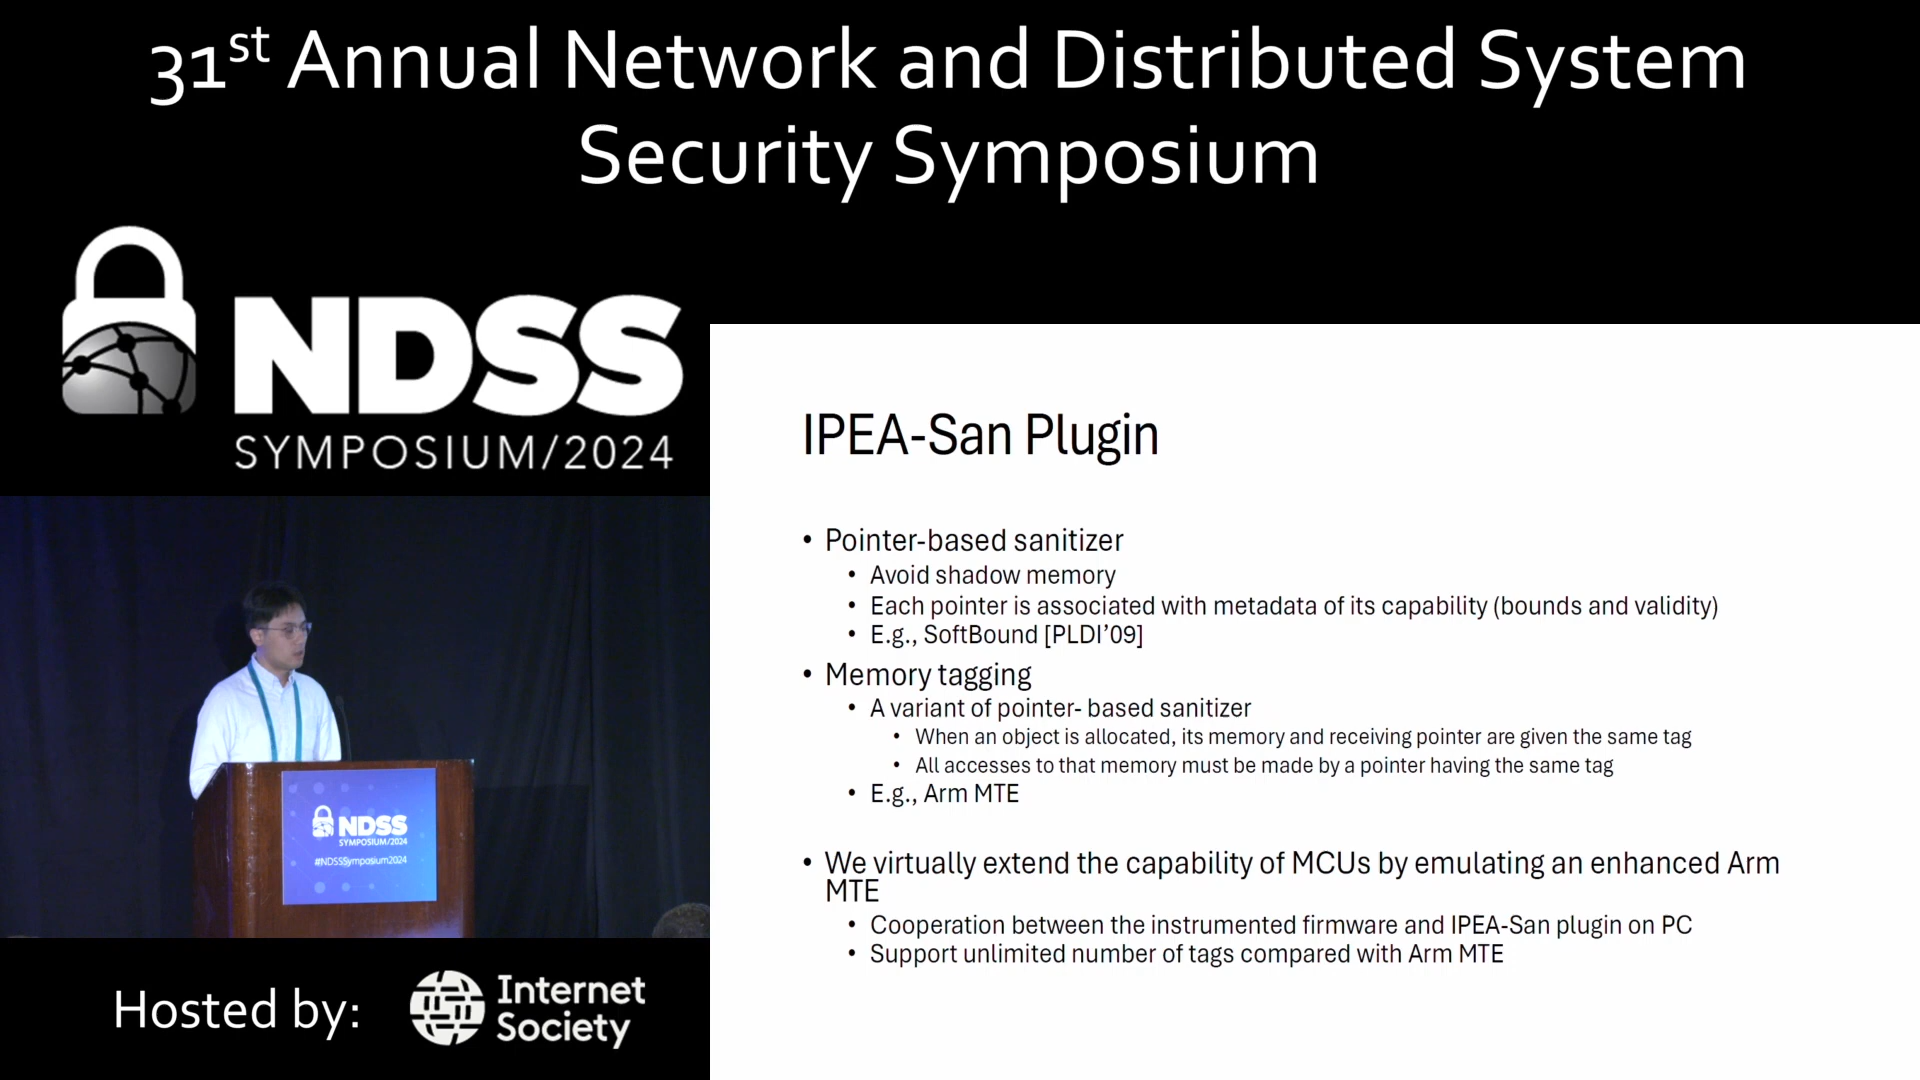 31st Annual Network and Distributed System
Security Symposium
NDSS
SYMPOSIUM/2024
IPEA-San Plugin
• Pointer-based sanitizer
• Avoid shadow memory
• Each pointer is associated with metadata of its capability (bounds and validity)
• E.g., SoftBound [PLDI’09]
• Memory tagging
• A variant of pointer- based sanitizer
• When an object is allocated, its memory and receiving pointer are given the same tag
• All accesses to that memory must be made by a pointer having the same tag
• E.g., Arm MTE
• We virtually extend the capability of MCUs by emulating an enhanced Arm
MTE
• Cooperation between the instrumented firmware and IPEA-San plugin on PC
• Support unlimited number of tags compared with Arm MTE
NDSS
SYMPOSIUM/2024
#NDSSSymposium2024
Hosted by:
Internet
Society